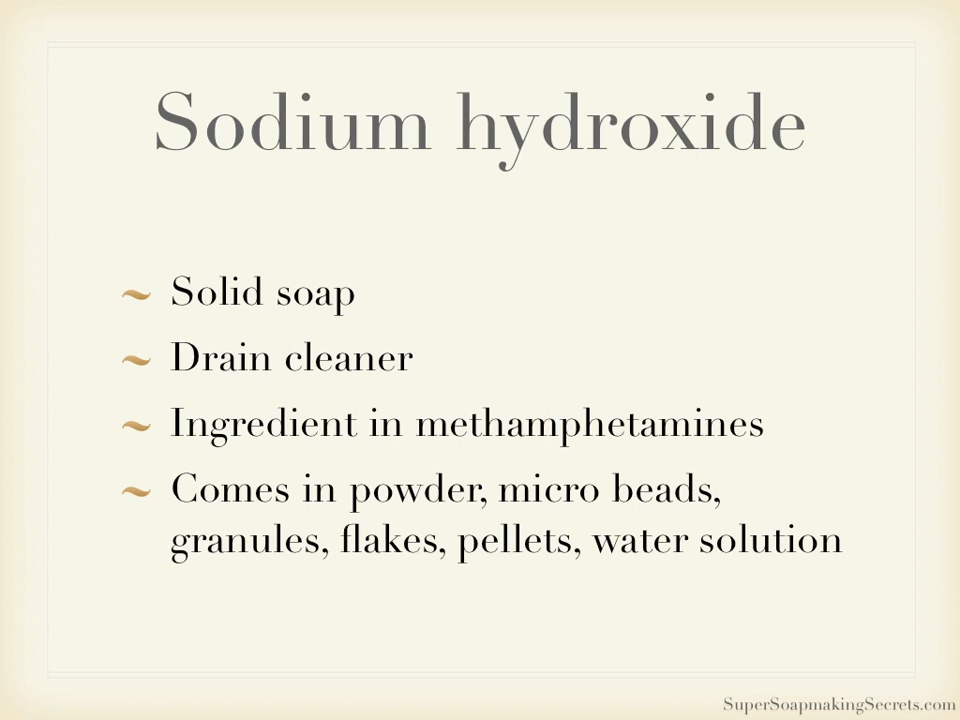 Sodium hydroxide
Solid soap
Drain cleaner
Ingredient in methamphetamines
Comes in powder, micro beads,
granules, flakes, pellets, water solution
SuperSoapmakingSecrets.com